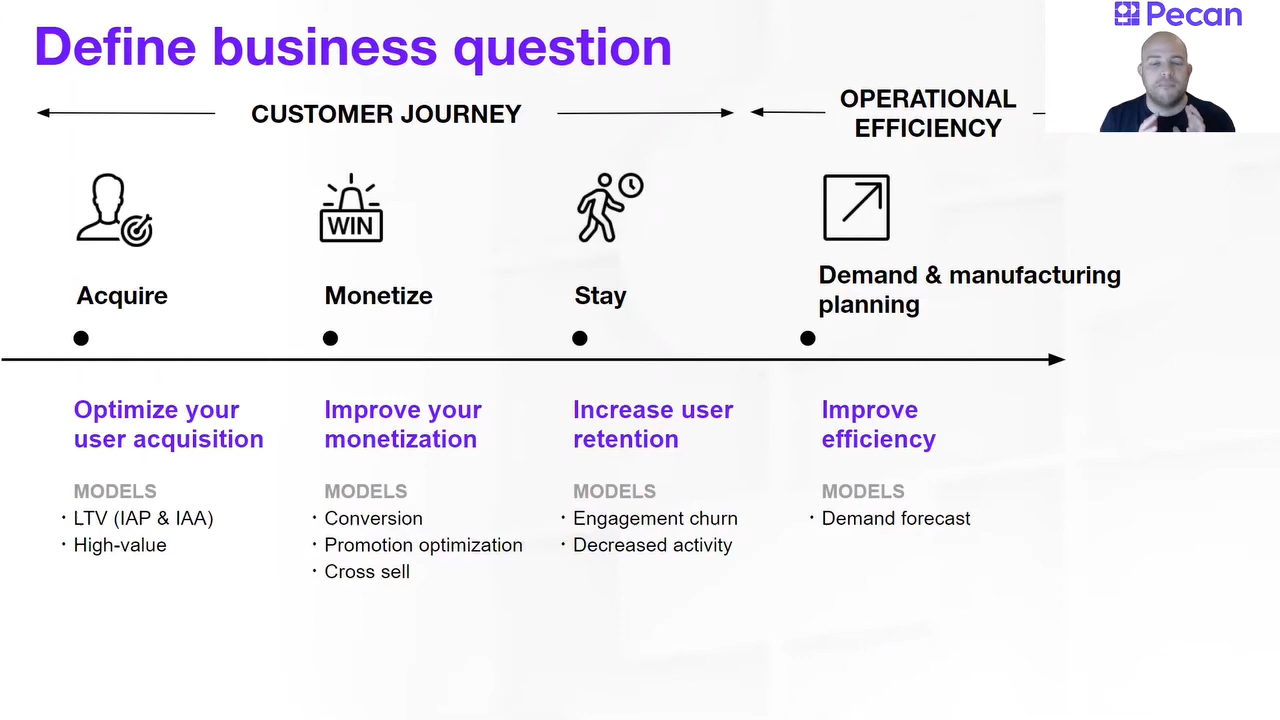 Define business question
Pecan
CUSTOMER JOURNEY
OPERATIONAL
EFFICIENCY
WIN
Acquire
Monetize
Stay
Demand & manufacturing
planning
Optimize your
user acquisition
MODELS
· LTV (IAP & IAA)
· High-value
Improve your
monetization
MODELS
· Conversion
· Promotion optimization
· Cross sell
Increase user
retention
MODELS
· Engagement churn
· Decreased activity
Improve
efficiency
MODELS
· Demand forecast